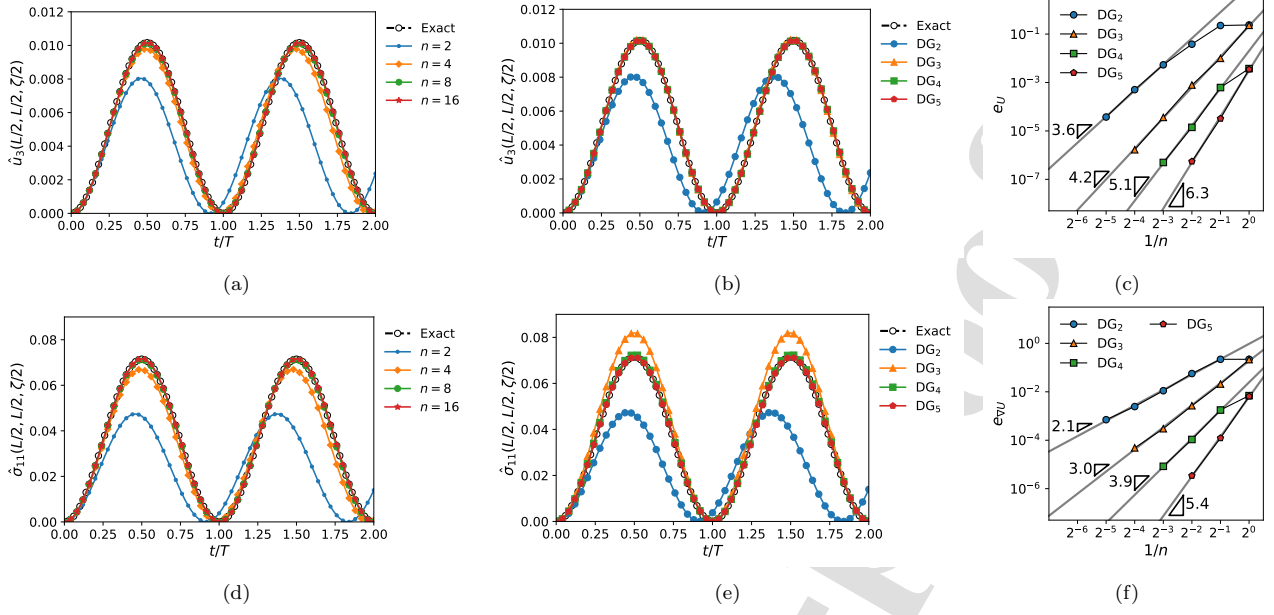 0.012
0.010
0.008
0.006
0.004
0.002
0.000
0.00 0.25 0.50 0.75 1.00 1.25 1.50 1.75 2.00
t/T
û₃(L/2, L/2, ζ/2)
Exact
n = 2
n = 4
n = 8
n = 16
(a)
0.012
0.010
0.008
0.006
0.004
0.002
0.000
0.00 0.25 0.50 0.75 1.00 1.25 1.50 1.75 2.00
t/T
û₃(L/2, L/2, ζ/2)
Exact
DG₂
DG₃
DG₄
DG₅
(b)
DG₂
DG₃
DG₄
DG₅
10⁻¹
10⁻³
10⁻⁵
10⁻⁷
e_U
3.6
4.2
5.1
6.3
2⁻⁶ 2⁻⁵ 2⁻⁴ 2⁻³ 2⁻² 2⁻¹ 2⁰
1/n
(c)
0.08
0.06
0.04
0.02
0.00
0.00 0.25 0.50 0.75 1.00 1.25 1.50 1.75 2.00
t/T
σ̂₁₁(L/2, L/2, ζ/2)
Exact
n = 2
n = 4
n = 8
n = 16
(d)
0.08
0.06
0.04
0.02
0.00
0.00 0.25 0.50 0.75 1.00 1.25 1.50 1.75 2.00
t/T
σ̂₁₁(L/2, L/2, ζ/2)
Exact
DG₂
DG₃
DG₄
DG₅
(e)
DG₂ DG₅
DG₃
DG₄
10⁰
10⁻²
10⁻⁴
10⁻⁶
e_∇U
2.1
3.0
3.9
5.4
2⁻⁶ 2⁻⁵ 2⁻⁴ 2⁻³ 2⁻² 2⁻¹ 2⁰
1/n
(f)